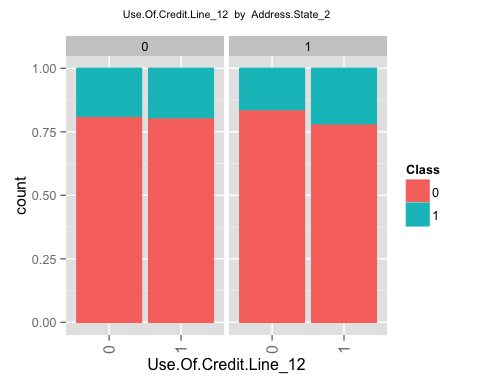 Use.Of.Credit.Line_12 by Address.State_2
0 1
1.00
0.75
0.50
0.25
0.00
count
0 1 0 1
Use.Of.Credit.Line_12
Class
0
1